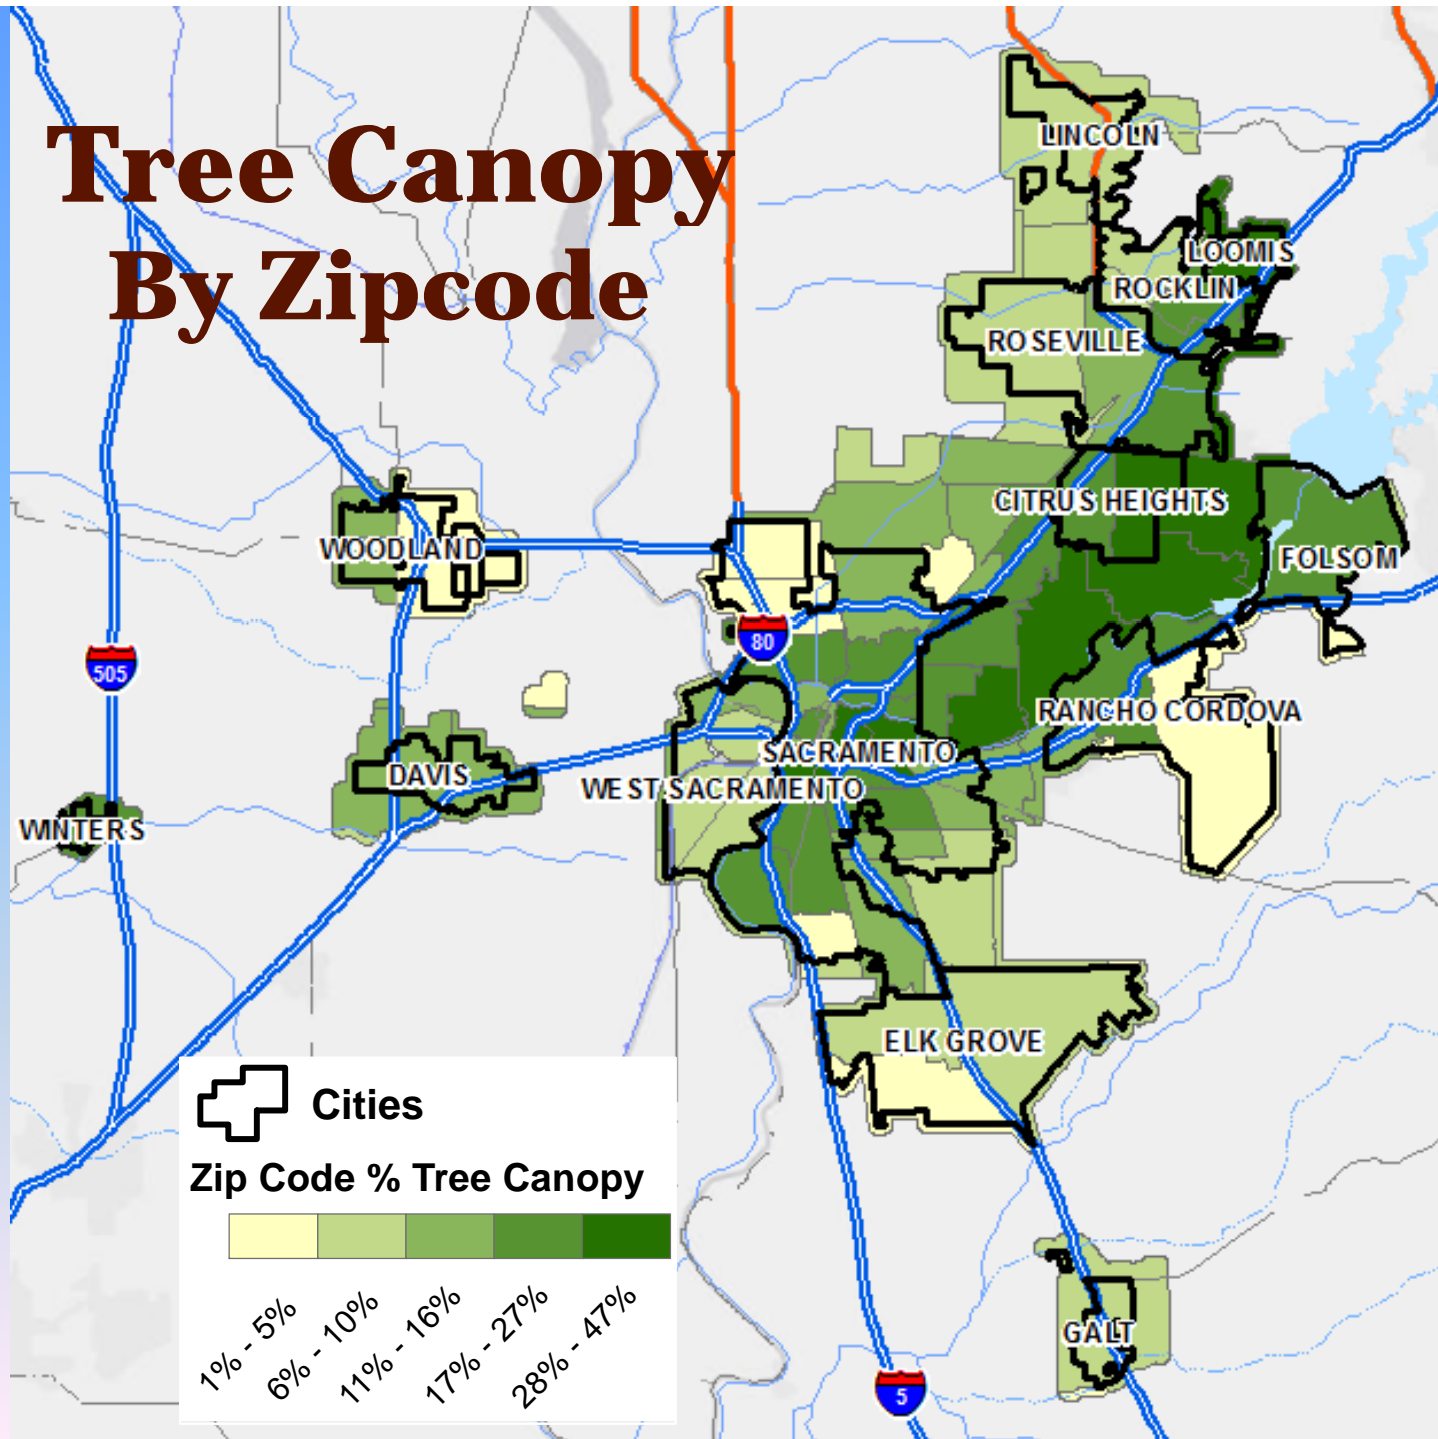 Tree Canopy
By Zipcode
LINCOLN
LOOMIS
ROCKLIN
ROSEVILLE
CITRUS HEIGHTS
WOODLAND
FOLSOM
80
505
RANCHO CORDOVA
SACRAMENTO
DAVIS
WEST SACRAMENTO
WINTERS
ELK GROVE
Cities
Zip Code % Tree Canopy
1% - 5%
6% - 10%
11% - 16%
17% - 27%
28% - 47%
GALT
5